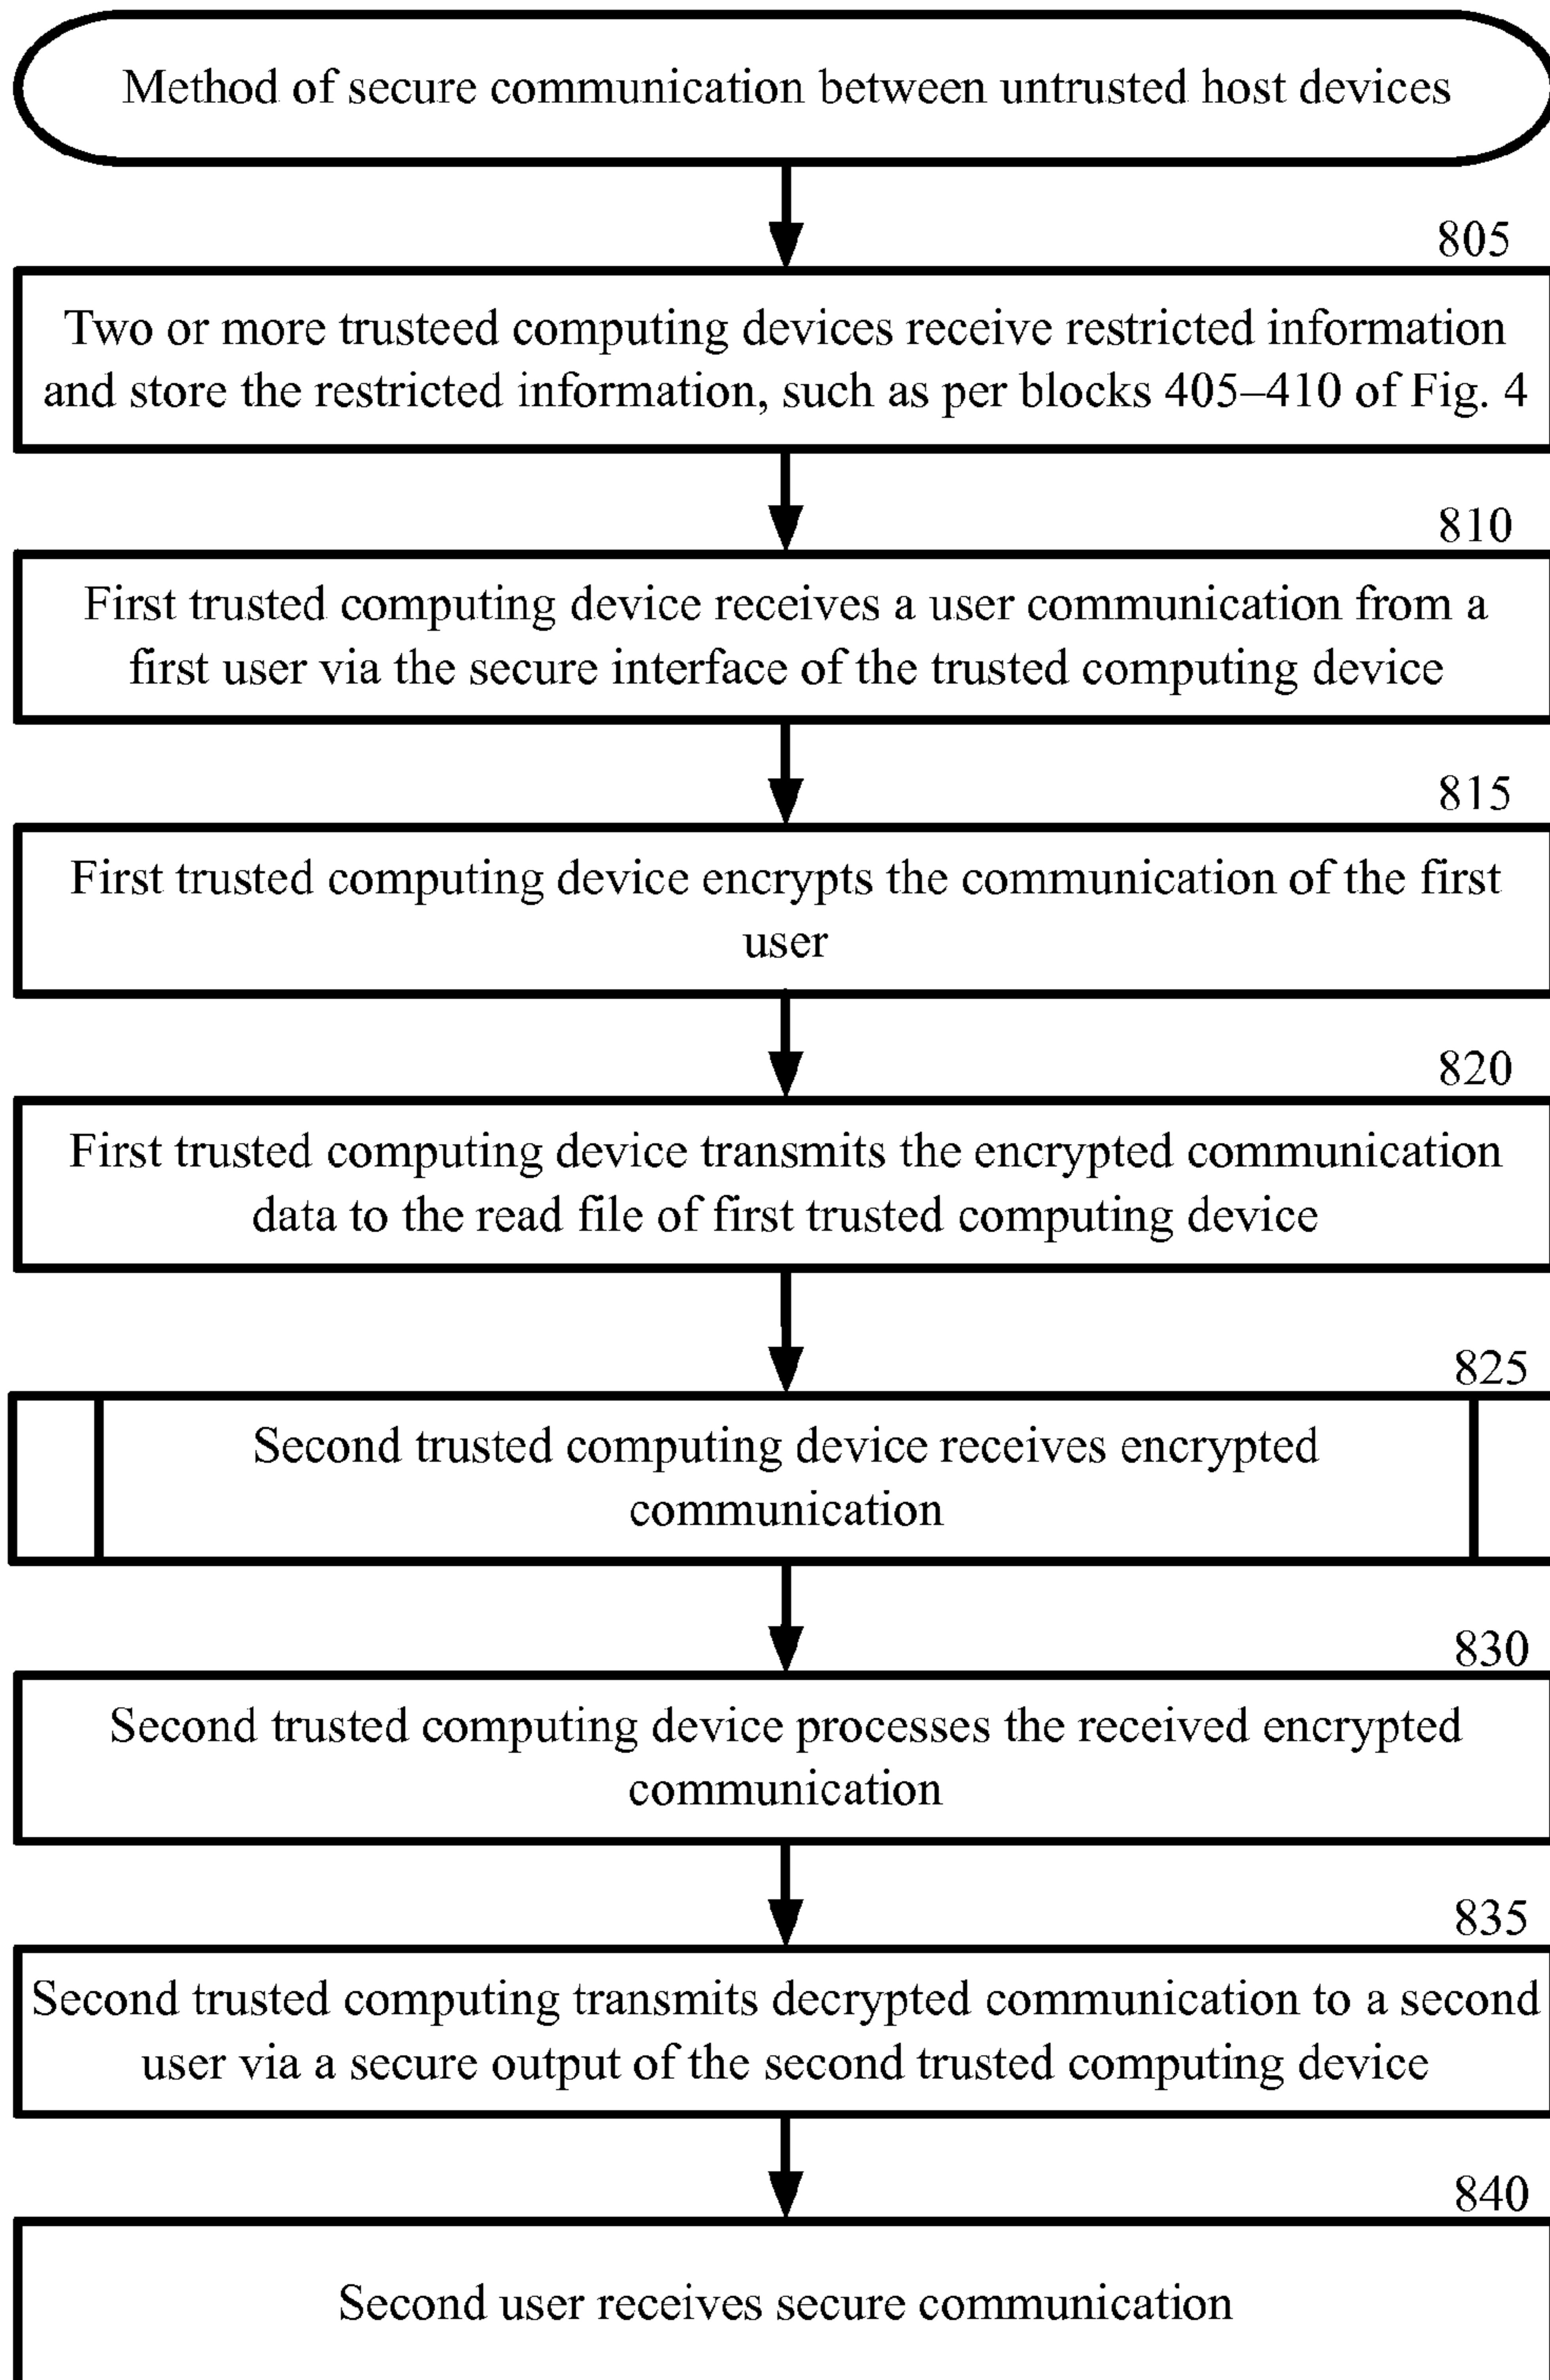 Method of secure communication between untrusted host devices
805
Two or more trusteed computing devices receive restricted information
and store the restricted information, such as per blocks 405–410 of Fig. 4
810
First trusted computing device receives a user communication from a
first user via the secure interface of the trusted computing device
815
First trusted computing device encrypts the communication of the first
user
820
First trusted computing device transmits the encrypted communication
data to the read file of first trusted computing device
825
Second trusted computing device receives encrypted
communication
830
Second trusted computing device processes the received encrypted
communication
835
Second trusted computing transmits decrypted communication to a second
user via a secure output of the second trusted computing device
840
Second user receives secure communication